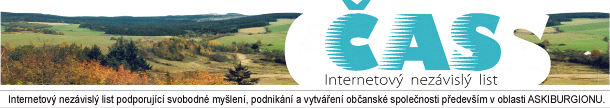 ČAS
Internetový nezávislý list
Internetový nezávislý list podporující svobodné myšlení, podnikání a vytváření občanské společnosti především v oblasti ASKIBURGIONU.